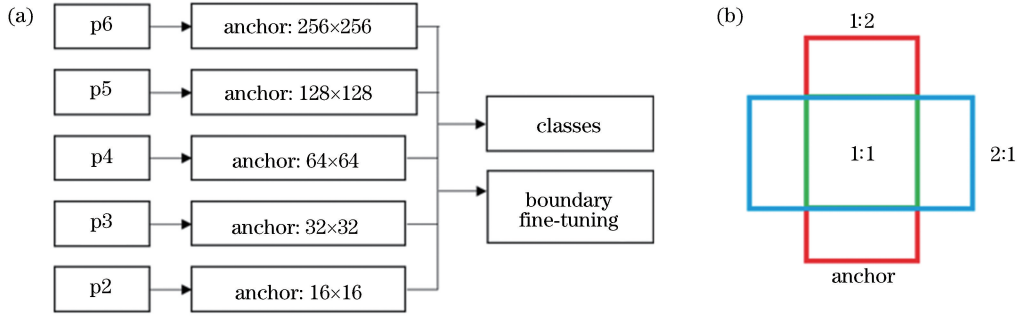 (a)
p6
anchor: 256×256
p5
anchor: 128×128
p4
anchor: 64×64
p3
anchor: 32×32
p2
anchor: 16×16
classes
boundary
fine-tuning
(b)
1:2
1:1
2:1
anchor